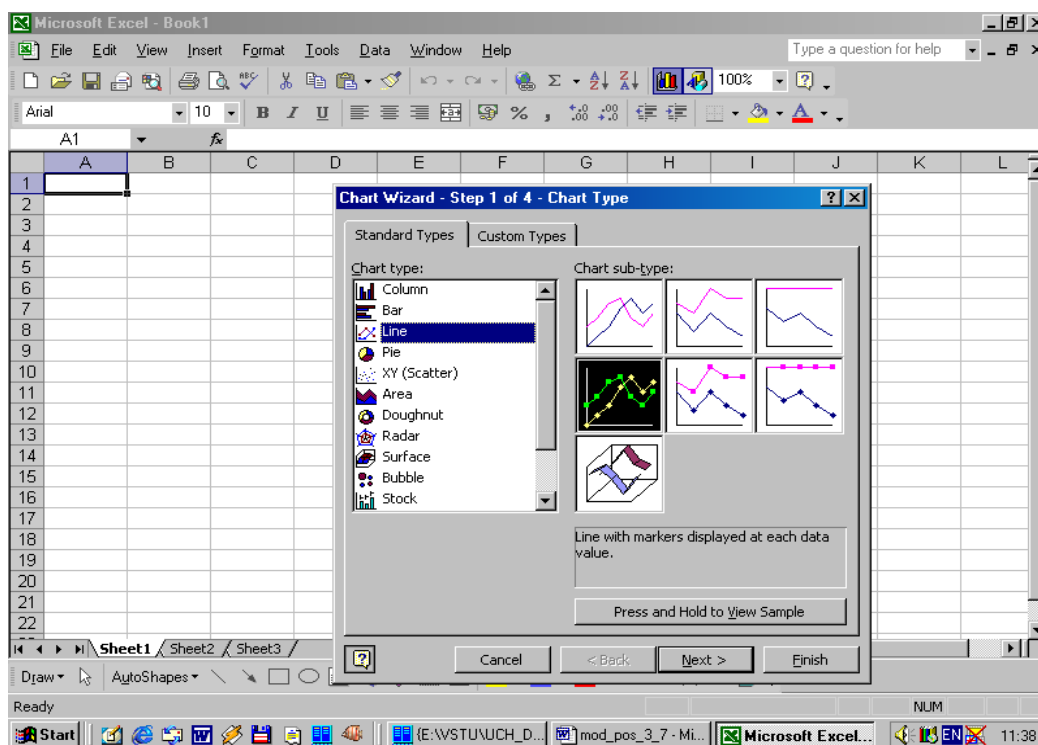 Microsoft Excel - Book1
File Edit View Insert Format Tools Data Window Help Type a question for help
ABC Σ A Z Z A 100% ?
Arial 10 B I U % , .00 .00 A
A1 fx
A B C D E F G H I J K L
1
2
3
4
5
6
7
8
9
10
11
12
13
14
15
16
17
18
19
20
21
22
Chart Wizard - Step 1 of 4 - Chart Type
Standard Types Custom Types
Chart type: Chart sub-type:
Column
Bar
Line
Pie
XY (Scatter)
Area
Doughnut
Radar
Surface
Bubble
Stock
Line with markers displayed at each data
value.
Press and Hold to View Sample
Cancel < Back Next > Finish
Sheet1 Sheet2 Sheet3
Draw AutoShapes
Ready NUM
Start {E:\VSTU\UCH_D... mod_pos_3_7 - Mi... Microsoft Excel... EN 11:38